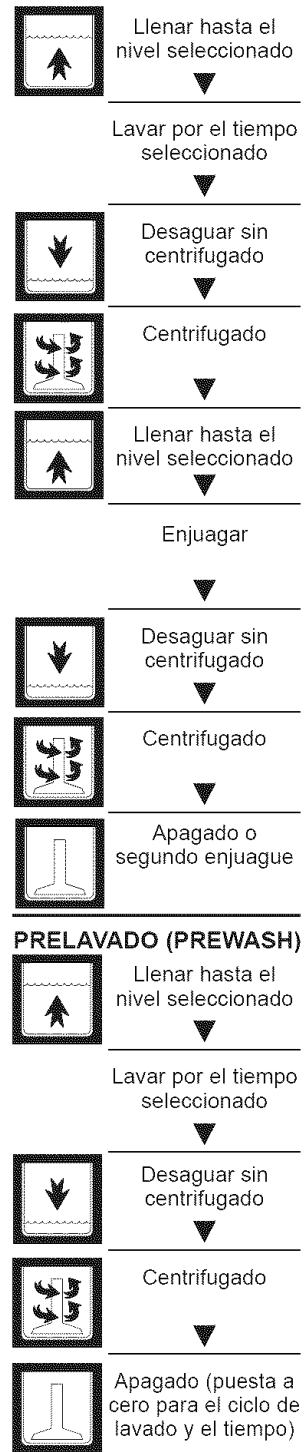 Llenar hasta el
nivel seleccionado
Lavar por el tiempo
seleccionado
Desaguar sin
centrifugado
Centrifugado
Llenar hasta el
nivel seleccionado
Enjuagar
Desaguar sin
centrifugado
Centrifugado
Apagado o
segundo enjuague
PRELAVADO (PREWASH)
Llenar hasta el
nivel seleccionado
Lavar por el tiempo
seleccionado
Desaguar sin
centrifugado
Centrifugado
Apagado (puesta a
cero para el ciclo de
lavado y el tiempo)